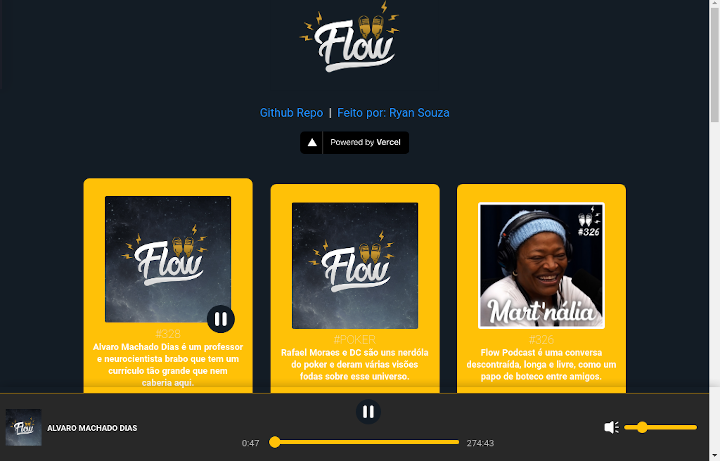 Flow
Github Repo | Feito por: Ryan Souza
Powered by Vercel
Flow
#328
Alvaro Machado Dias é um professor
e neurocientista brabo que tem um
currículo tão grande que nem
caberia aqui.
Flow
#POKER
Rafael Moraes e DC são uns nerdóla
do poker e deram várias visões
fodas sobre esse universo.
#326
Mart'nália
#326
Flow Podcast é uma conversa
descontraída, longa e livre, como um
papo de boteco entre amigos.
Flow
ALVARO MACHADO DIAS
0:47
274:43